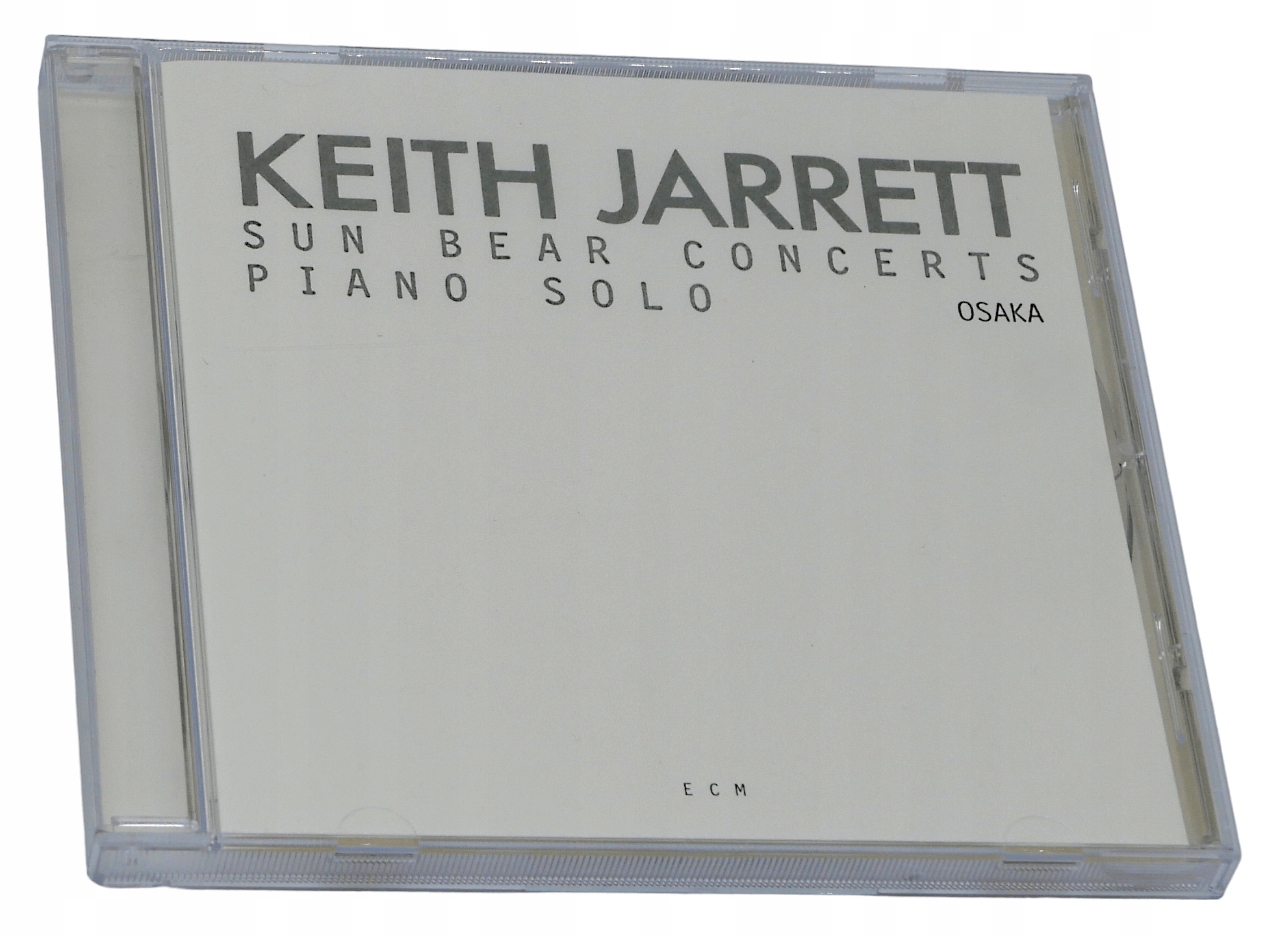 KEITH JARRETT
SUN BEAR CONCERTS
PIANO SOLO
OSAKA
ECM